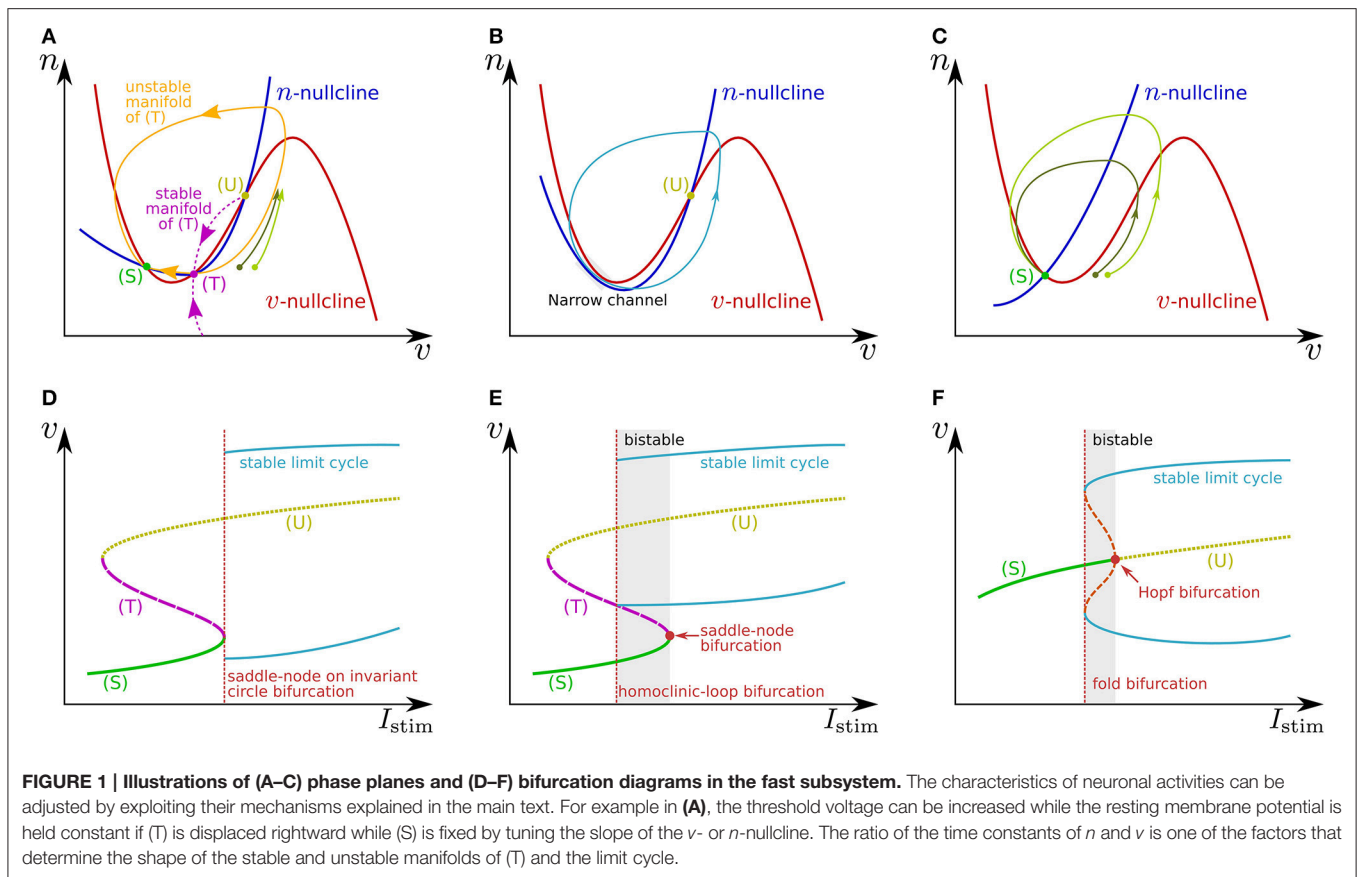 A
n
unstable
manifold
of (T)
n-nullcline
(U)
stable
manifold
of (T)
(S)
(T)
v-nullcline
v
B
n
n-nullcline
(U)
Narrow channel
v-nullcline
v
C
n
n-nullcline
(S)
v-nullcline
v
D
v
stable limit cycle
(U)
(T)
(S)
saddle-node on invariant
circle bifurcation
Istim
E
v
bistable
stable limit cycle
(U)
(T)
saddle-node
bifurcation
(S)
homoclinic-loop bifurcation
Istim
F
v
bistable
stable limit cycle
(S)
(U)
Hopf bifurcation
fold bifurcation
Istim
FIGURE 1 | Illustrations of (A–C) phase planes and (D–F) bifurcation diagrams in the fast subsystem. The characteristics of neuronal activities can be
adjusted by exploiting their mechanisms explained in the main text. For example in (A), the threshold voltage can be increased while the resting membrane potential is
held constant if (T) is displaced rightward while (S) is fixed by tuning the slope of the v- or n-nullcline. The ratio of the time constants of n and v is one of the factors that
determine the shape of the stable and unstable manifolds of (T) and the limit cycle.